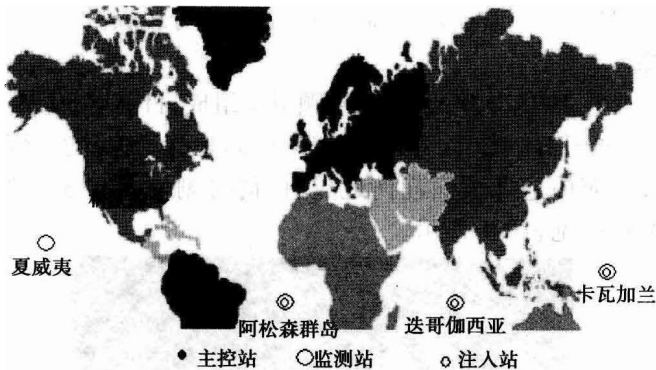 夏威夷
卡瓦加兰
阿松森群岛
迭哥伽西亚
主控站 监测站 注入站